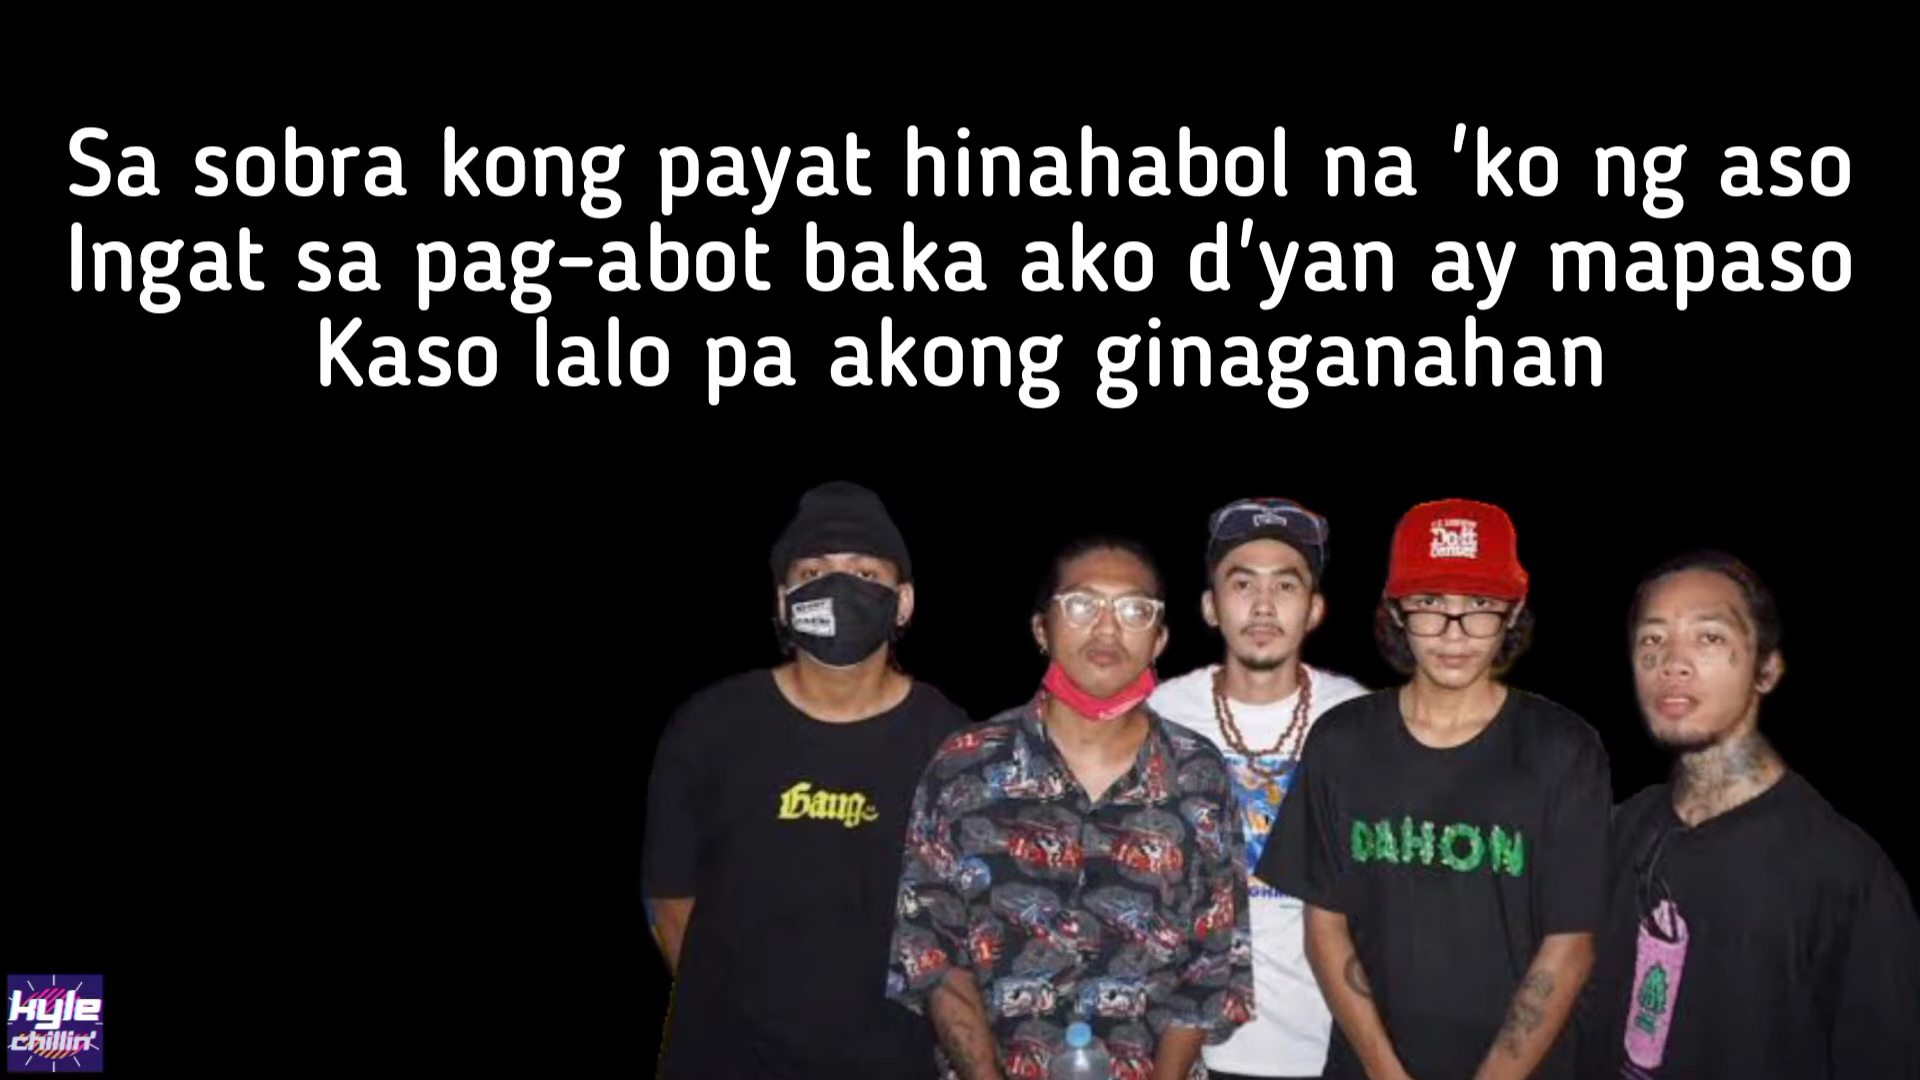 Sa sobra kong payat hinahabol na 'ko ng aso
Ingat sa pag-abot baka ako d'yan ay mapaso
Kaso lalo pa akong ginaganahan
Gang
DAHON
kyle
chillin'